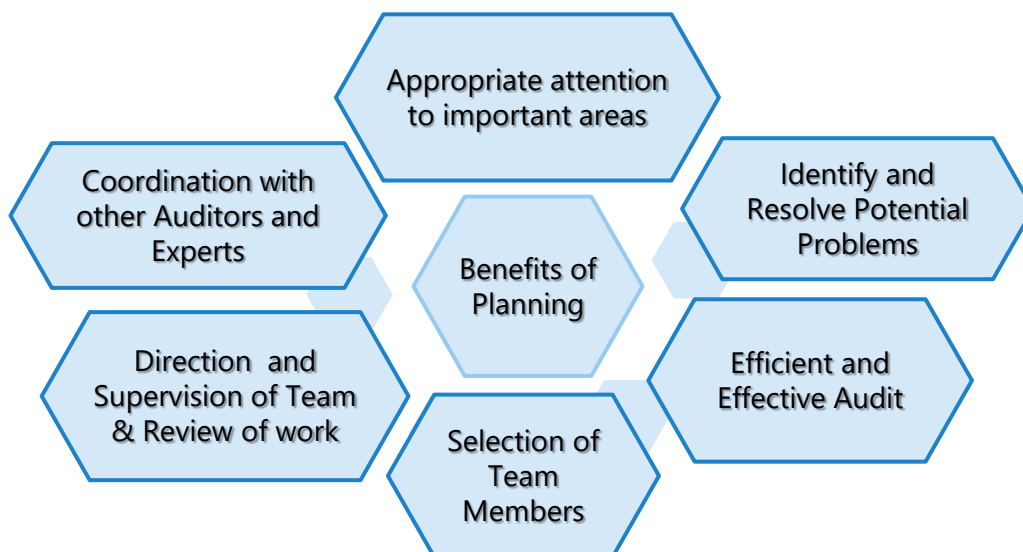 Appropriate attention
to important areas
Identify and
Resolve Potential
Problems
Efficient and
Effective Audit
Selection of
Team
Members
Direction and
Supervision of Team
& Review of work
Coordination with
other Auditors and
Experts
Benefits of
Planning